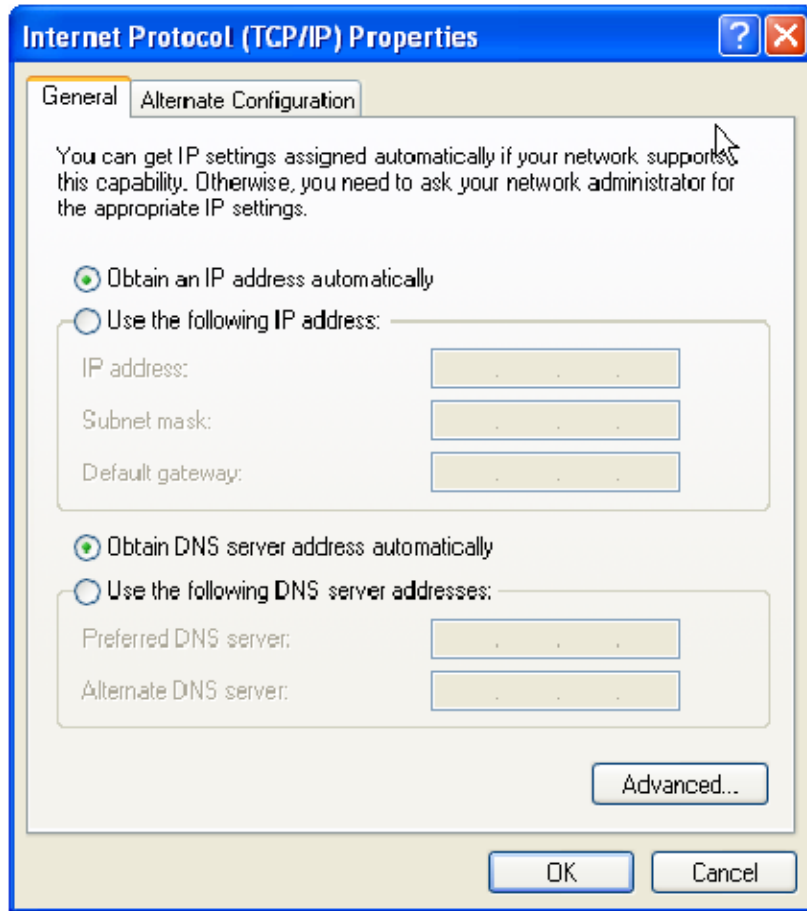 Internet Protocol (TCP/IP) Properties
General
Alternate Configuration
You can get IP settings assigned automatically if your network supports
this capability. Otherwise, you need to ask your network administrator for
the appropriate IP settings.
Obtain an IP address automatically
Use the following IP address:
IP address:
Subnet mask:
Default gateway:
Obtain DNS server address automatically
Use the following DNS server addresses:
Preferred DNS server:
Alternate DNS server:
Advanced...
OK
Cancel